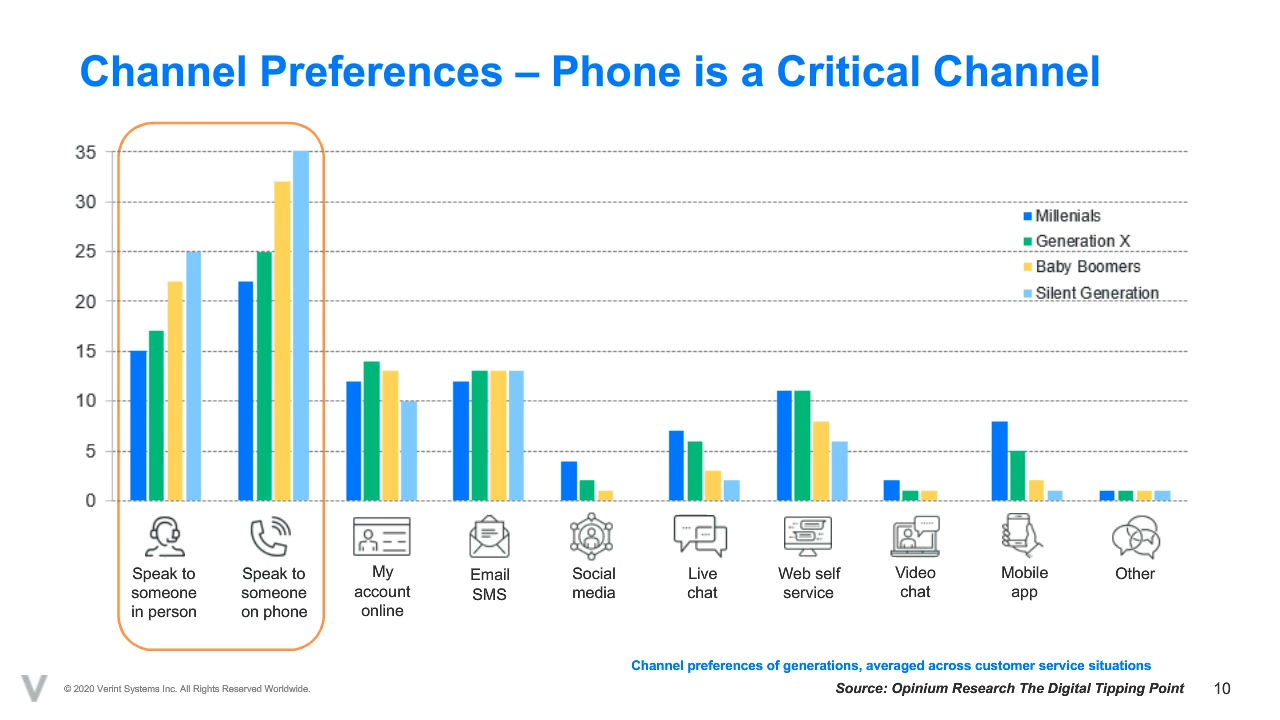 Channel Preferences – Phone is a Critical Channel
35
30
25
20
15
10
5
0
Millenials
Generation X
Baby Boomers
Silent Generation
Speak to
someone
in person
Speak to
someone
on phone
My
account
online
Email
SMS
Social
media
Live
chat
Web self
service
Video
chat
Mobile
app
Other
Channel preferences of generations, averaged across customer service situations
V
© 2020 Verint Systems Inc. All Rights Reserved Worldwide.
Source: Opinium Research The Digital Tipping Point
10